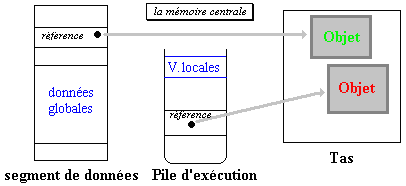 la mémoire centrale
référence
Objet
V.locales
données
globales
Objet
référence
Tas
segment de données
Pile d'exécution